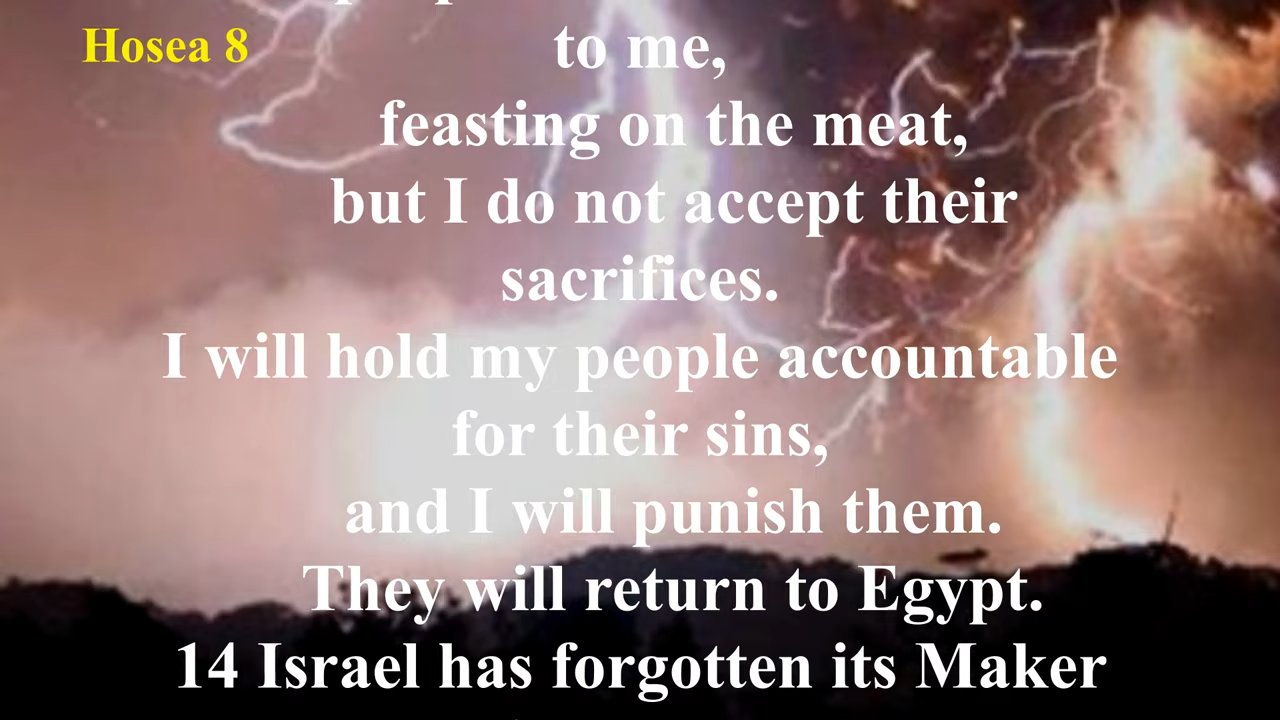 Hosea 8
to me,
feasting on the meat,
but I do not accept their
sacrifices.
I will hold my people accountable
for their sins,
and I will punish them.
They will return to Egypt.
14 Israel has forgotten its Maker